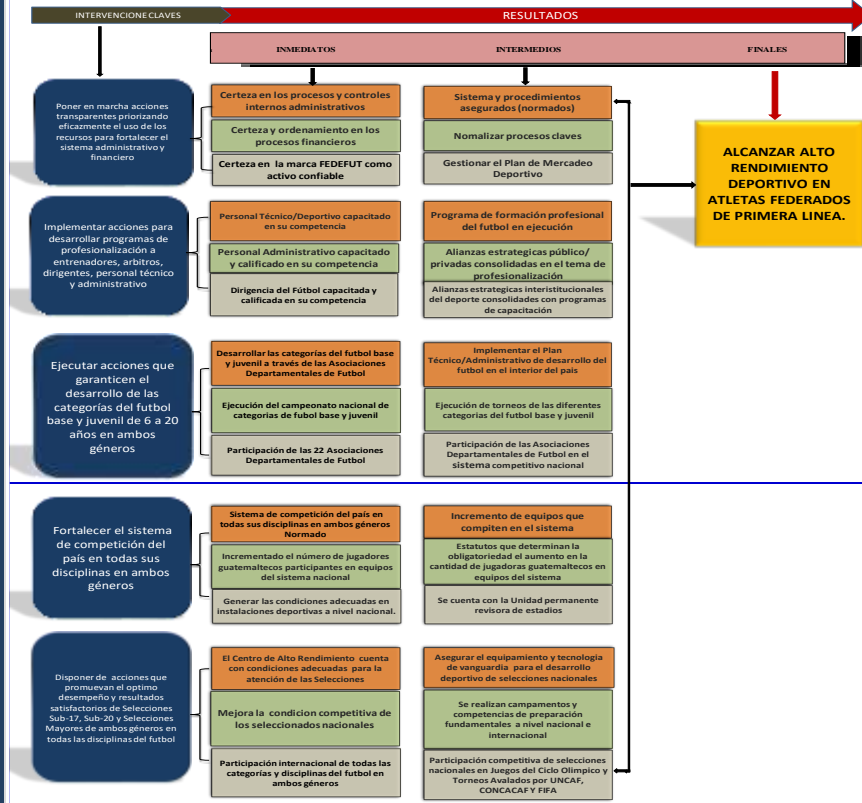 INTERVENCIONE CLAVES
RESULTADOS
INMEDIATOS
INTERMEDIOS
FINALES
Poner en marcha acciones
transparentes priorizando
eficazmente el uso de los
recursos para fortalecer el
sistema administrativo y
financiero
Certeza en los procesos y controles
internos administrativos
Certeza y ordenamiento en los
procesos financieros
Certeza en la marca FEDEFUT como
activo confiable
Sistema y procedimientos
asegurados (normados)
Nomalizar procesos claves
Gestionar el Plan de Mercadeo
Deportivo
ALCANZAR ALTO
RENDIMIENTO
DEPORTIVO EN
ATLETAS FEDERADOS
DE PRIMERA LINEA.
Implementar acciones para
desarrollar programas de
profesionalización a
entrenadores, arbitros,
dirigentes, personal técnico
y administrativo
Personal Técnico/Deportivo capacitado
en su competencia
Personal Administrativo capacitado
y calificado en su competencia
Dirigencia del Fútbol capacitada y
calificada en su competencia
Programa de formación profesional
del futbol en ejecución
Alianzas estrategicas público/
privadas consolidadas en el tema de
profesionalización
Alianzas estrategicas interistitucionales
del deporte consolidades con programas
de capacitación
Ejecutar acciones que
garanticen el
desarrollo de las
categorías del futbol
base y juvenil de 6 a 20
años en ambos
géneros
Desarrollar las categorías del futbol base
y juvenil a través de las Asociaciones
Departamentales de Futbol
Ejecución del campeonato nacional de
categorias de fubol base y juvenil
Participación de las 22 Asociaciones
Departamentales de Futbol
Implementar el Plan
Técnico/Administrativo de desarrollo del
futbol en el interior del país
Ejecución de torneos de las diferentes
categorias del futbol base y juvenil
Participación de las Asociaciones
Departamentales de Futbol en el
sistema competitivo nacional
Fortalecer el sistema
de competición del
país en todas sus
disciplinas en ambos
géneros
Sistema de competición del país en
todas sus disciplinas en ambos géneros
Normado
Incrementado el número de jugadores
guatemaltecos participantes en equipos
del sistema nacional
Generar las condiciones adecuadas en
instalaciones deportivas a nivel nacional.
Incremento de equipos que
compiten en el sistema
Estatutos que determinan la
obligatoriedad el aumento en la
cantidad de jugadoras guatemaltecos en
equipos del sistema
Se cuenta con la Unidad permanente
revisora de estadios
Disponer de acciones que
promuevan el optimo
desempeño y resultados
satisfactorios de Selecciones
Sub-17, Sub-20 y Selecciones
Mayores de ambos géneros en
todas las disciplinas del futbol
El Centro de Alto Rendimiento cuenta
con condiciones adecuadas para la
atención de las Selecciones
Mejora la condicion competitiva de
los seleccionados nacionales
Participación internacional de todas las
categorías y disciplinas del futbol en
ambos géneros
Asegurar el equipamiento y tecnologia
de vanguardia para el desarrollo
deportivo de selecciones nacionales
Se realizan campamentos y
competencias de preparación
fundamentales a nivel nacional e
internacional
Participación competitiva de selecciones
nacionales en Juegos del Ciclo Olimpico y
Torneos Avalados por UNCAF,
CONCACAF Y FIFA